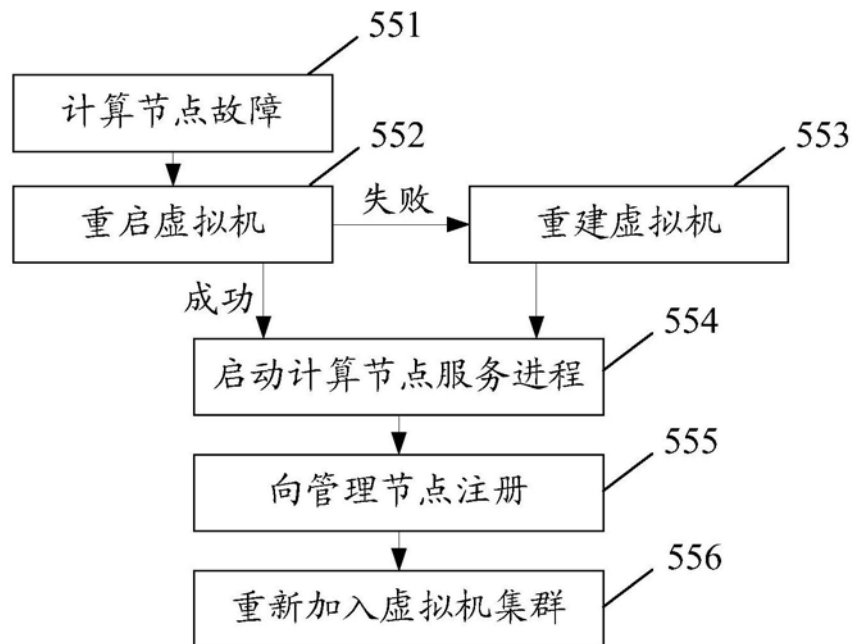 551
计算节点故障
552
553
重启虚拟机
失败
重建虚拟机
成功
554
启动计算节点服务进程
555
向管理节点注册
556
重新加入虚拟机集群